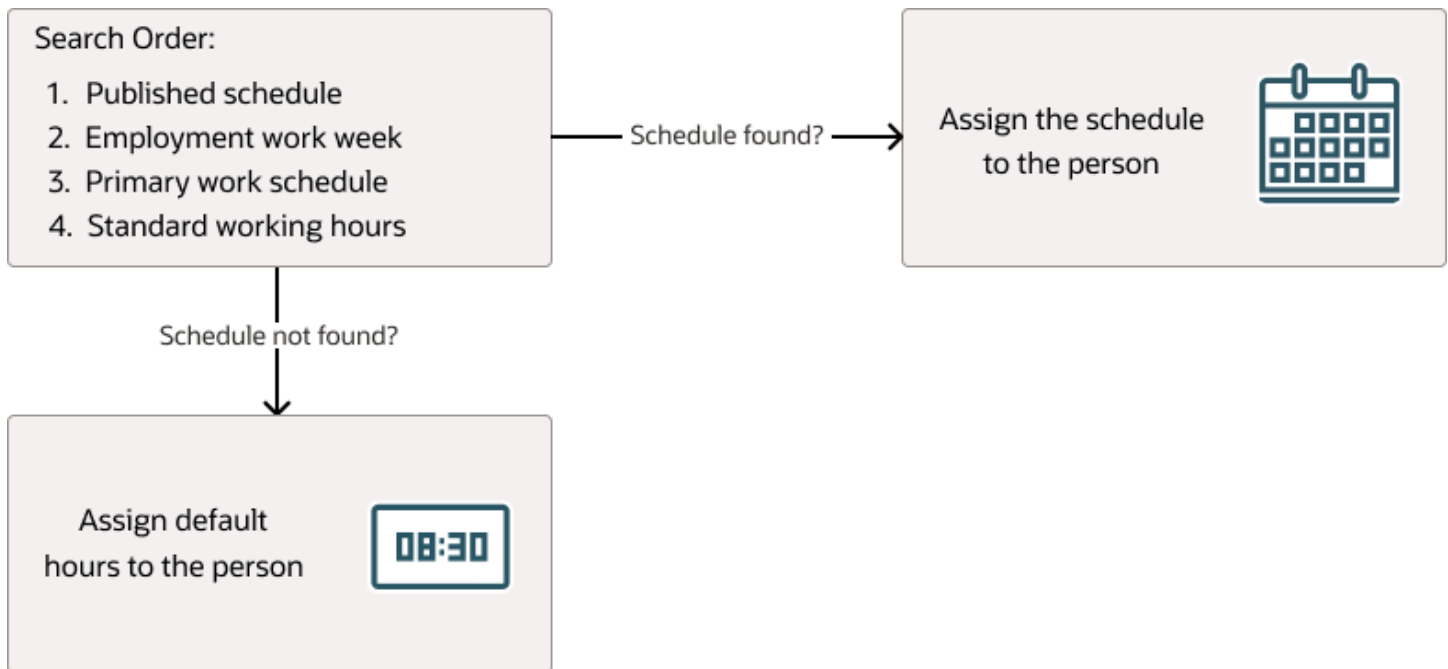 Search Order:
1. Published schedule
2. Employment work week
3. Primary work schedule
4. Standard working hours
Schedule found?
Assign the schedule
to the person
Schedule not found?
Assign default
hours to the person
08:30